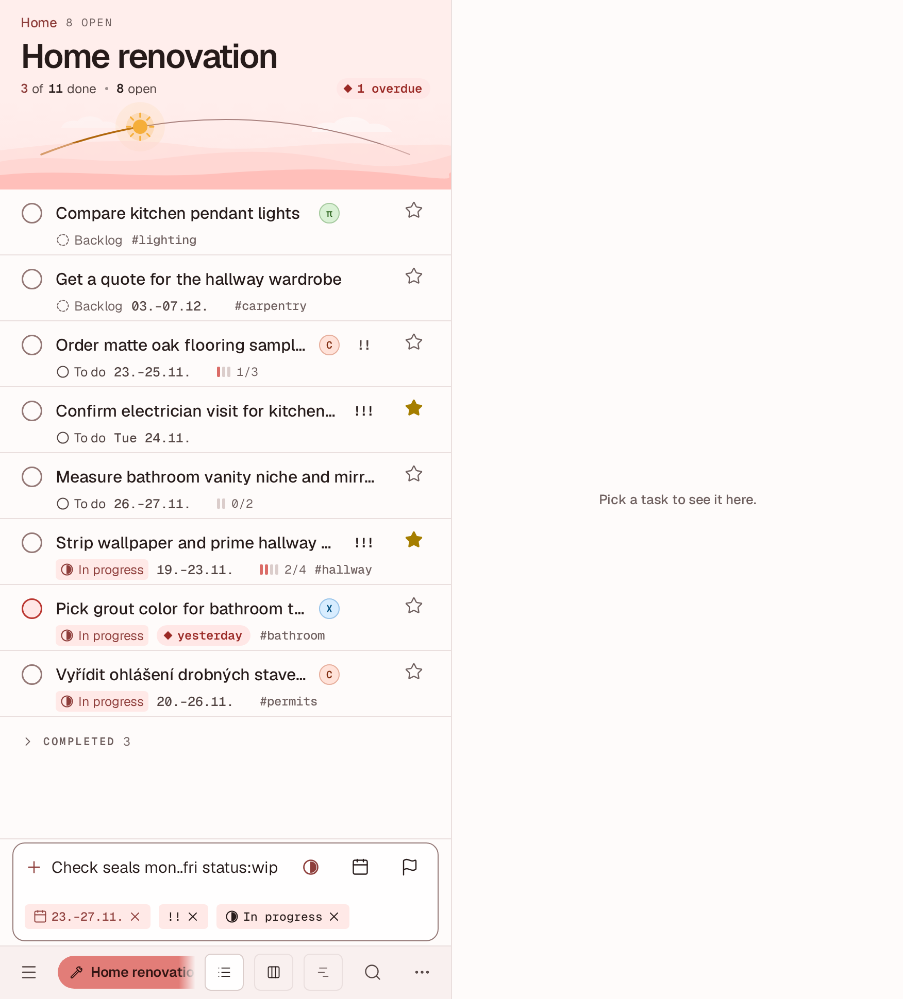 Home 8 OPEN
Home renovation
3 of 11 done • 8 open
1 overdue
Compare kitchen pendant lights π
Backlog #lighting
Get a quote for the hallway wardrobe
Backlog 03.–07.12. #carpentry
Order matte oak flooring sampl… C !!
To do 23.–25.11. 1/3
Confirm electrician visit for kitchen… !!!
To do Tue 24.11.
Measure bathroom vanity niche and mirr…
To do 26.–27.11. 0/2
Strip wallpaper and prime hallway … !!!
In progress 19.–23.11. 2/4 #hallway
Pick grout color for bathroom t… X
In progress yesterday #bathroom
Vyřídit ohlášení drobných stave… C
In progress 20.–26.11. #permits
COMPLETED 3
Pick a task to see it here.
Check seals mon..fri status:wip
23.–27.11. !! In progress
Home renovatio